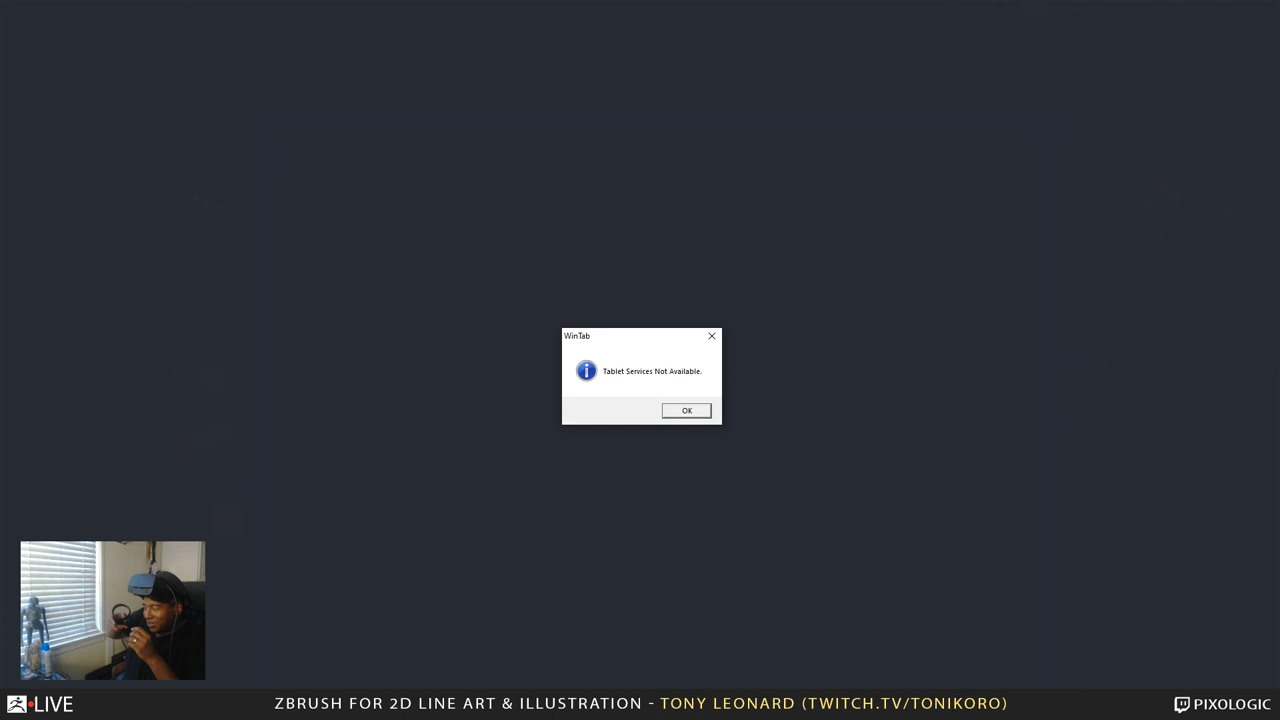 WinTab
Tablet Services Not Available.
OK
LIVE
ZBRUSH FOR 2D LINE ART & ILLUSTRATION - TONY LEONARD (TWITCH.TV/TONIKORO)
PIXOLOGIC